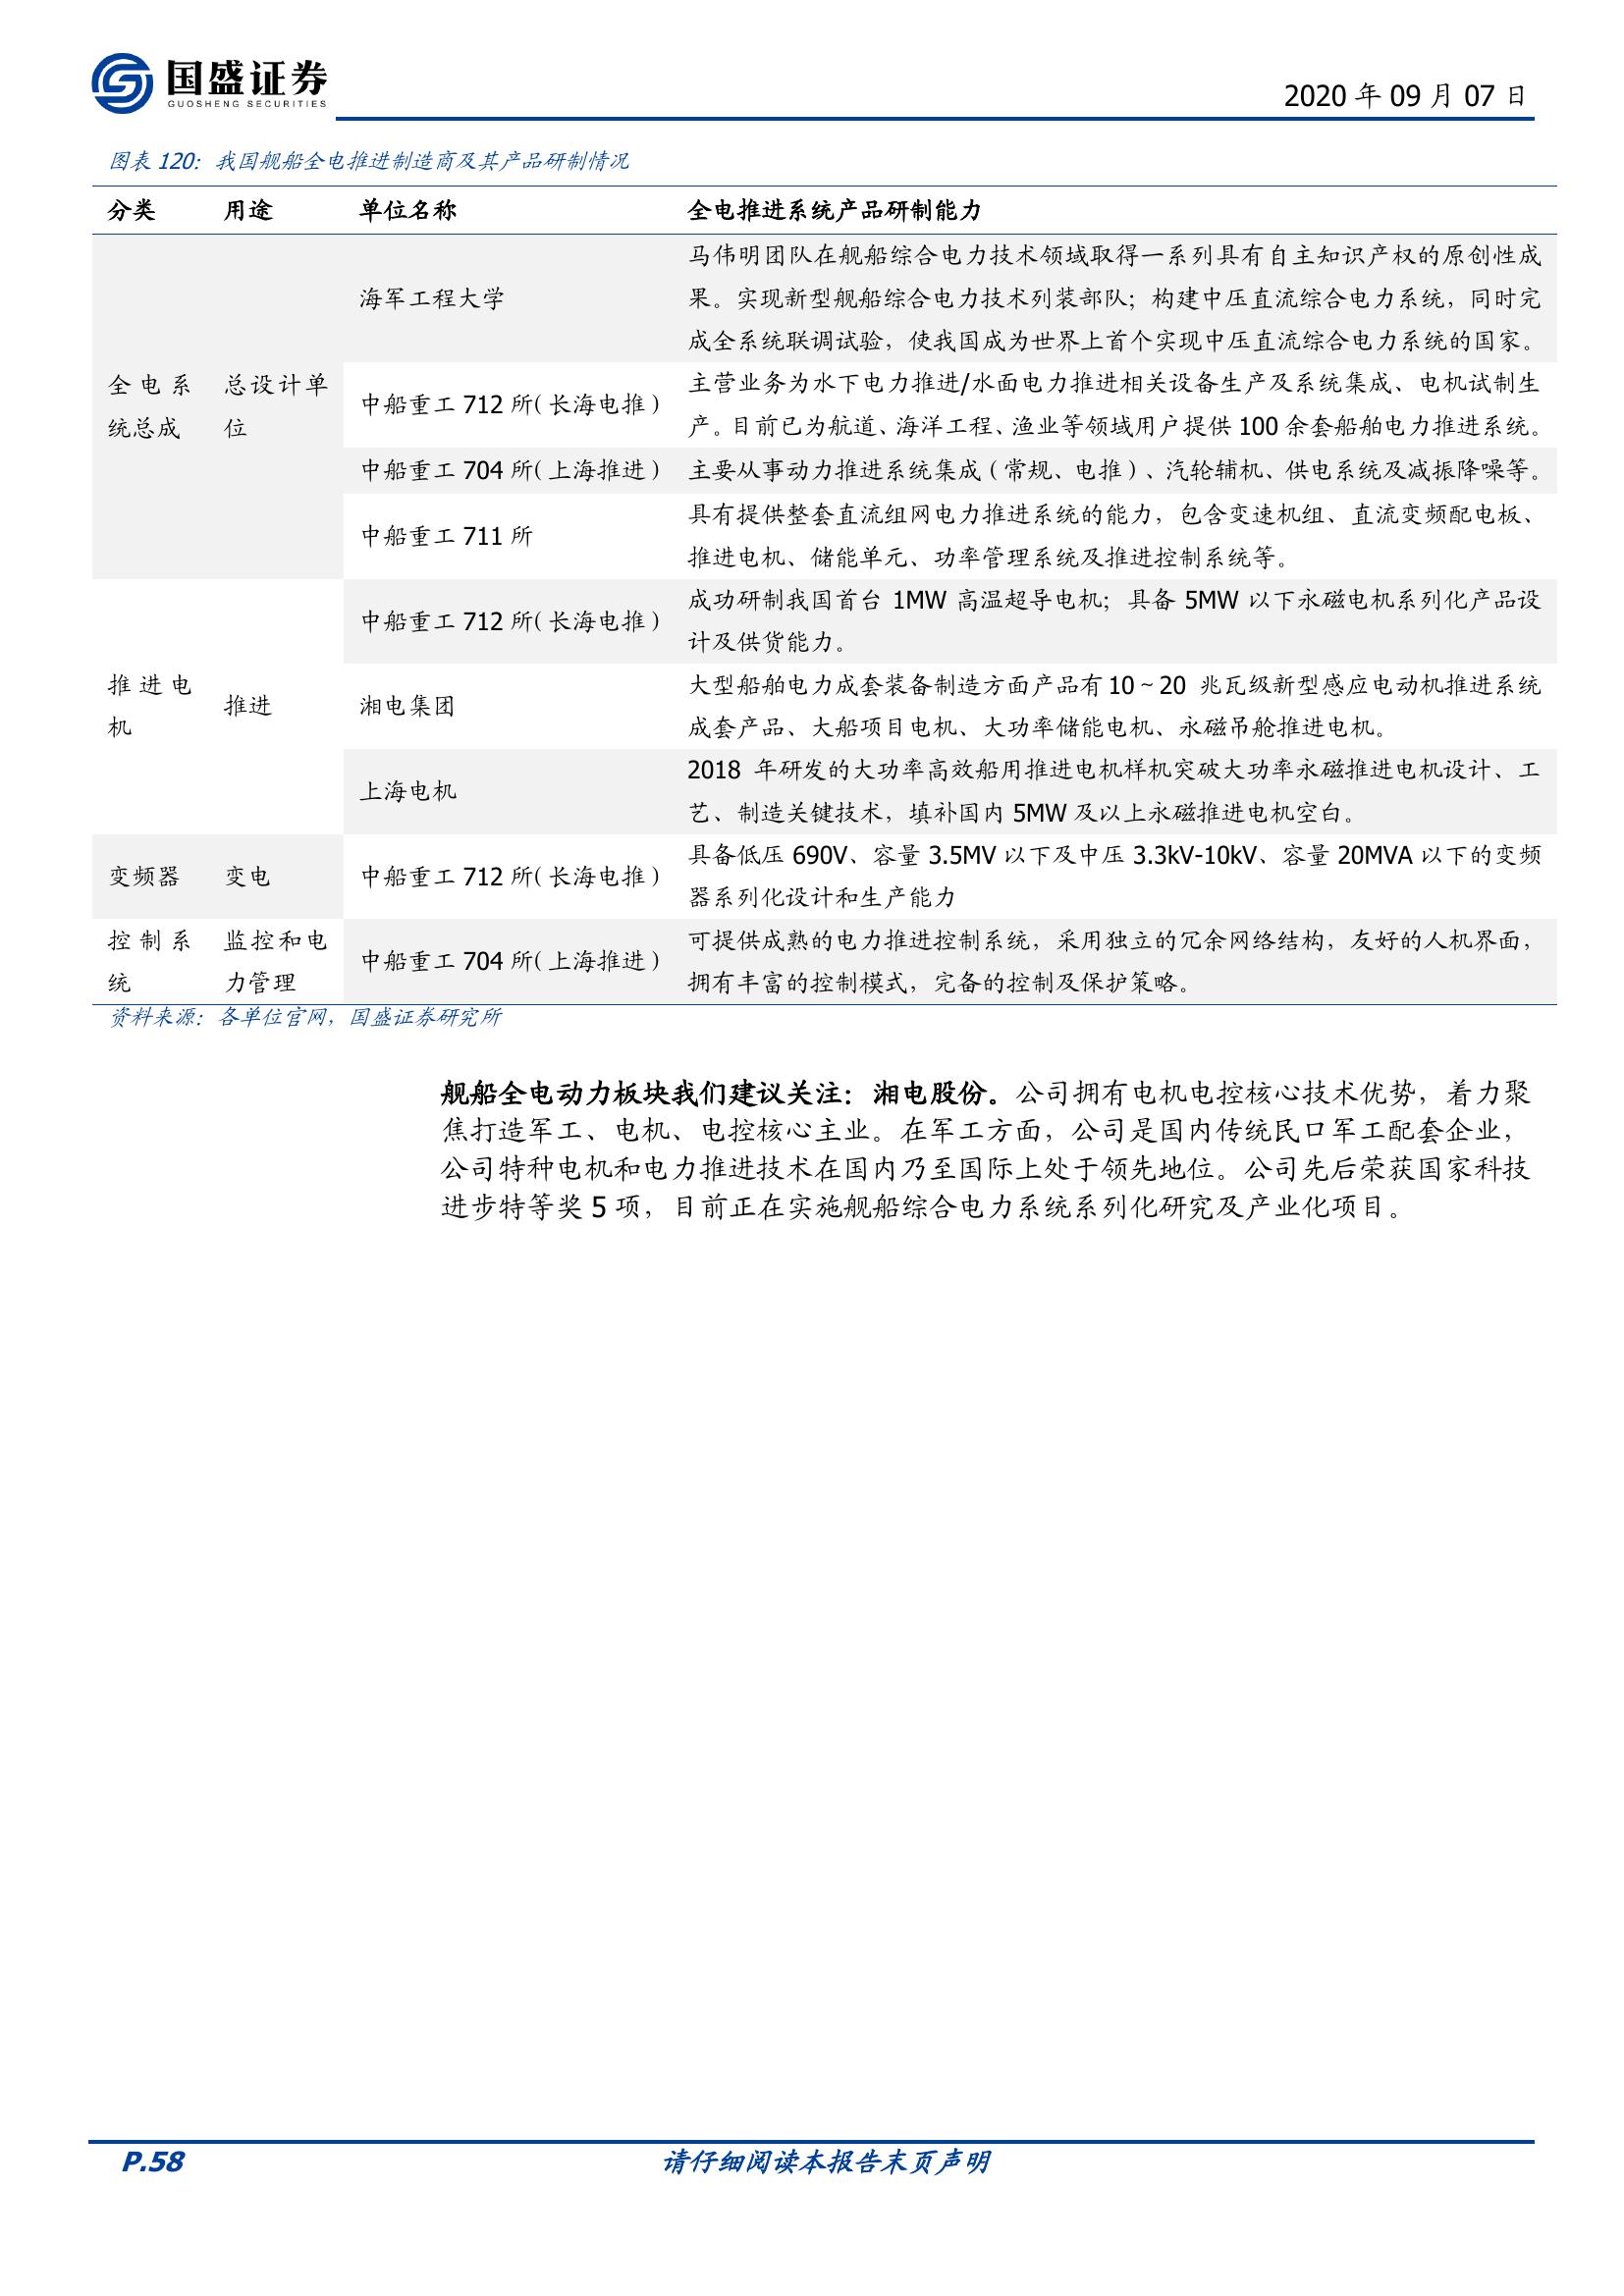 国盛证券
GUOSHENG SECURITIES
2020 年 09 月 07 日
图表 120：我国舰船全电推进制造商及其产品研制情况
分类 用途 单位名称 全电推进系统产品研制能力
全电系
统总成
总设计单
位
海军工程大学
马伟明团队在舰船综合电力技术领域取得一系列具有自主知识产权的原创性成
果。实现新型舰船综合电力技术列装部队；构建中压直流综合电力系统，同时完
成全系统联调试验，使我国成为世界上首个实现中压直流综合电力系统的国家。
中船重工 712 所（长海电推）
主营业务为水下电力推进/水面电力推进相关设备生产及系统集成、电机试制生
产。目前已为航道、海洋工程、渔业等领域用户提供 100 余套船舶电力推进系统。
中船重工 704 所（上海推进）
主要从事动力推进系统集成（常规、电推）、汽轮辅机、供电系统及减振降噪等。
中船重工 711 所
具有提供整套直流组网电力推进系统的能力，包含变速机组、直流变频配电板、
推进电机、储能单元、功率管理系统及推进控制系统等。
推进电
机
推进
中船重工 712 所（长海电推）
成功研制我国首台 1MW 高温超导电机；具备 5MW 以下永磁电机系列化产品设
计及供货能力。
湘电集团
大型船舶电力成套装备制造方面产品有 10～20 兆瓦级新型感应电动机推进系统
成套产品、大船项目电机、大功率储能电机、永磁吊舱推进电机。
上海电机
2018 年研发的大功率高效船用推进电机样机突破大功率永磁推进电机设计、工
艺、制造关键技术，填补国内 5MW 及以上永磁推进电机空白。
变频器
变电
中船重工 712 所（长海电推）
具备低压 690V、容量 3.5MV 以下及中压 3.3kV-10kV、容量 20MVA 以下的变频
器系列化设计和生产能力
控制系
统
监控和电
力管理
中船重工 704 所（上海推进）
可提供成熟的电力推进控制系统，采用独立的冗余网络结构，友好的人机界面，
拥有丰富的控制模式，完备的控制及保护策略。
资料来源：各单位官网，国盛证券研究所
舰船全电动力板块我们建议关注：湘电股份。公司拥有电机电控核心技术优势，着力聚
焦打造军工、电机、电控核心主业。在军工方面，公司是国内传统民口军工配套企业，
公司特种电机和电力推进技术在国内乃至国际上处于领先地位。公司先后荣获国家科技
进步特等奖 5 项，目前正在实施舰船综合电力系统系列化研究及产业化项目。
P.58
请仔细阅读本报告末页声明